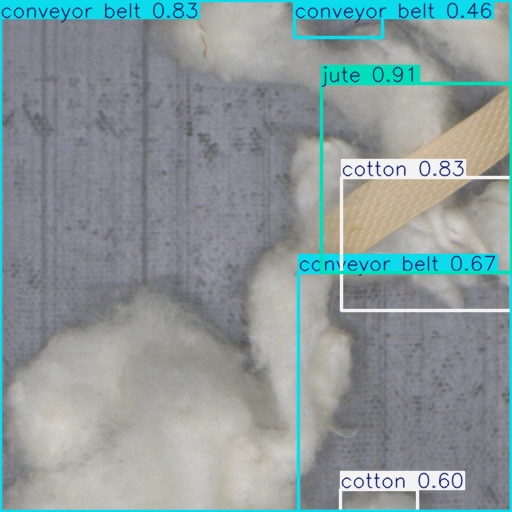 conveyor belt 0.83
conveyor belt 0.46
jute 0.91
cotton 0.83
conveyor belt 0.67
cotton 0.60